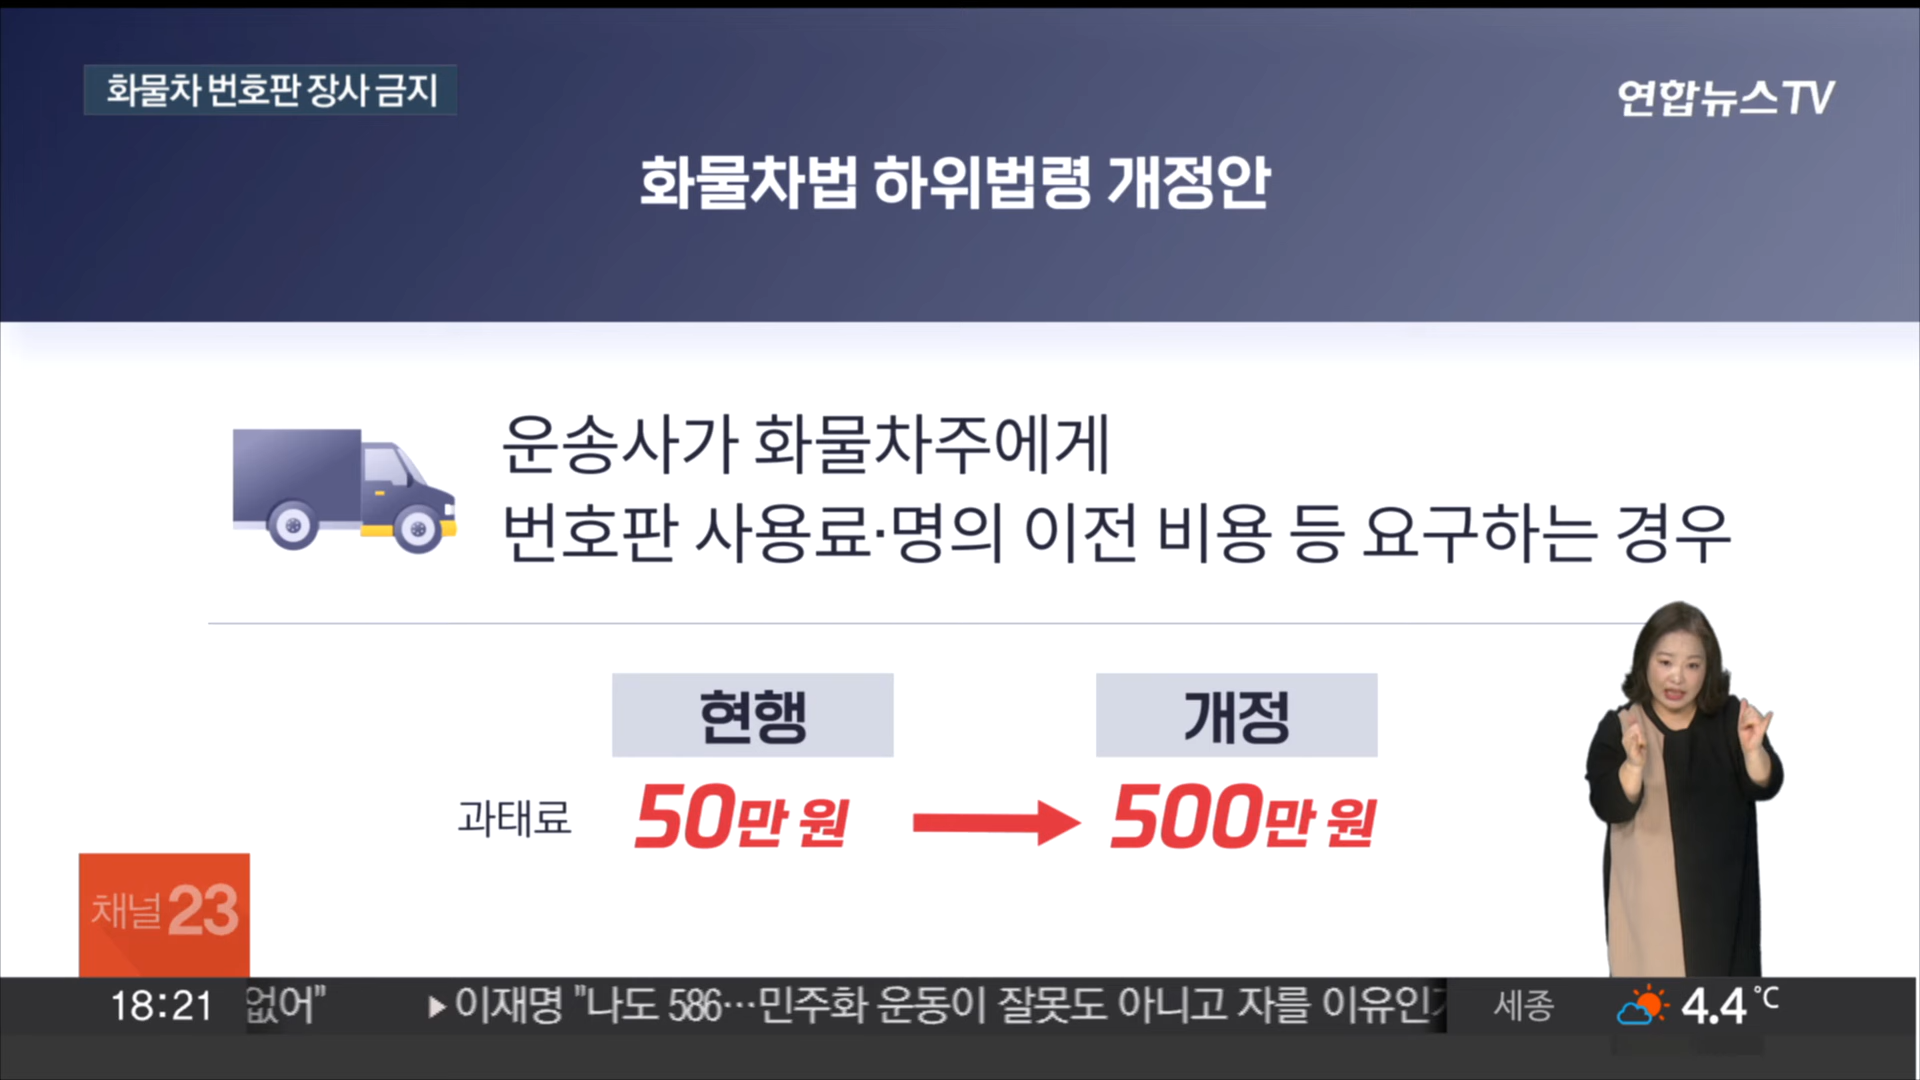 화물차 번호판 장사 금지
연합뉴스TV
화물차법 하위법령 개정안
운송사가 화물차주에게
번호판 사용료·명의 이전 비용 등 요구하는 경우
현행
개정
과태료 50만 원 500만 원
채널 23
18:21 없어" ▶이재명 "나도 586…민주화 운동이 잘못도 아니고 자를 이유인 세종 4.4℃